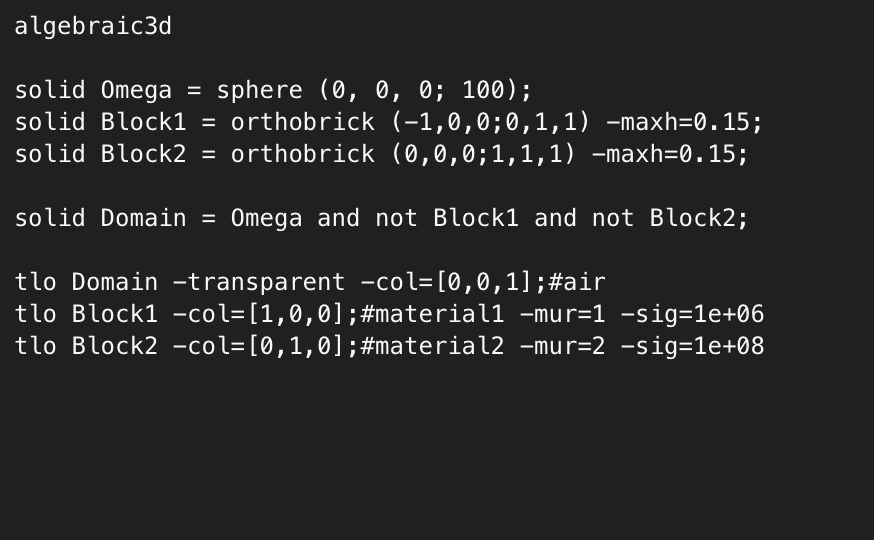 algebraic3d
solid Omega = sphere (0, 0, 0; 100);
solid Block1 = orthobrick (-1,0,0;0,1,1) -maxh=0.15;
solid Block2 = orthobrick (0,0,0;1,1,1) -maxh=0.15;
solid Domain = Omega and not Block1 and not Block2;
tlo Domain -transparent -col=[0,0,1];#air
tlo Block1 -col=[1,0,0];#material1 -mur=1 -sig=1e+06
tlo Block2 -col=[0,1,0];#material2 -mur=2 -sig=1e+08